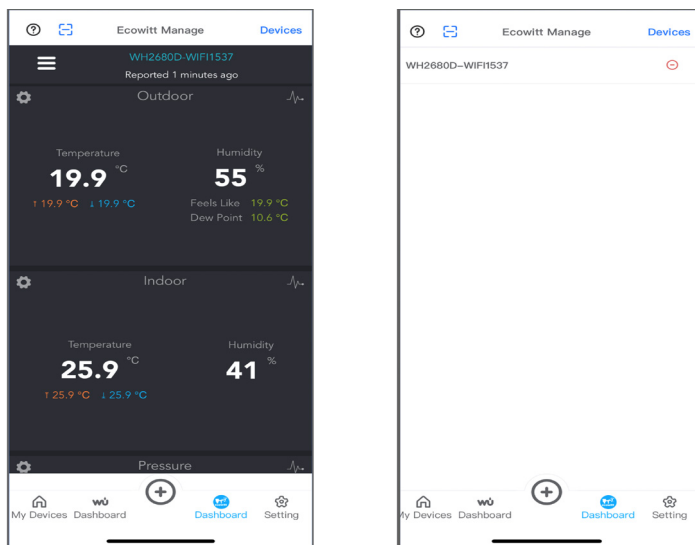 Ecowitt Manage Devices
WH2680D-WIFI1537
Reported 1 minutes ago
Outdoor
Temperature Humidity
19.9 °C 55 %
↑ 19.9 °C ↓ 19.9 °C Feels Like 19.9 °C
Dew Point 10.6 °C
Indoor
Temperature Humidity
25.9 °C 41 %
↑ 25.9 °C ↓ 25.9 °C
Pressure
My Devices wu Dashboard Dashboard Setting
Ecowitt Manage Devices
WH2680D-WIFI1537
My Devices wu Dashboard Dashboard Setting